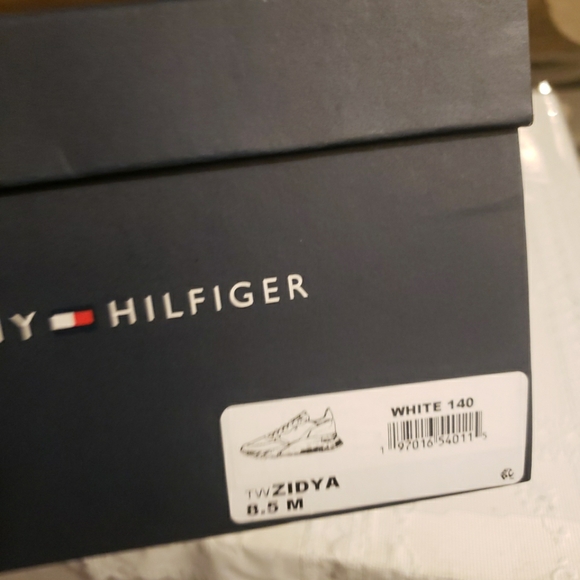 HILFIGER
WHITE 140
1 97016 54011 5
TWZIDYA
8.5 M